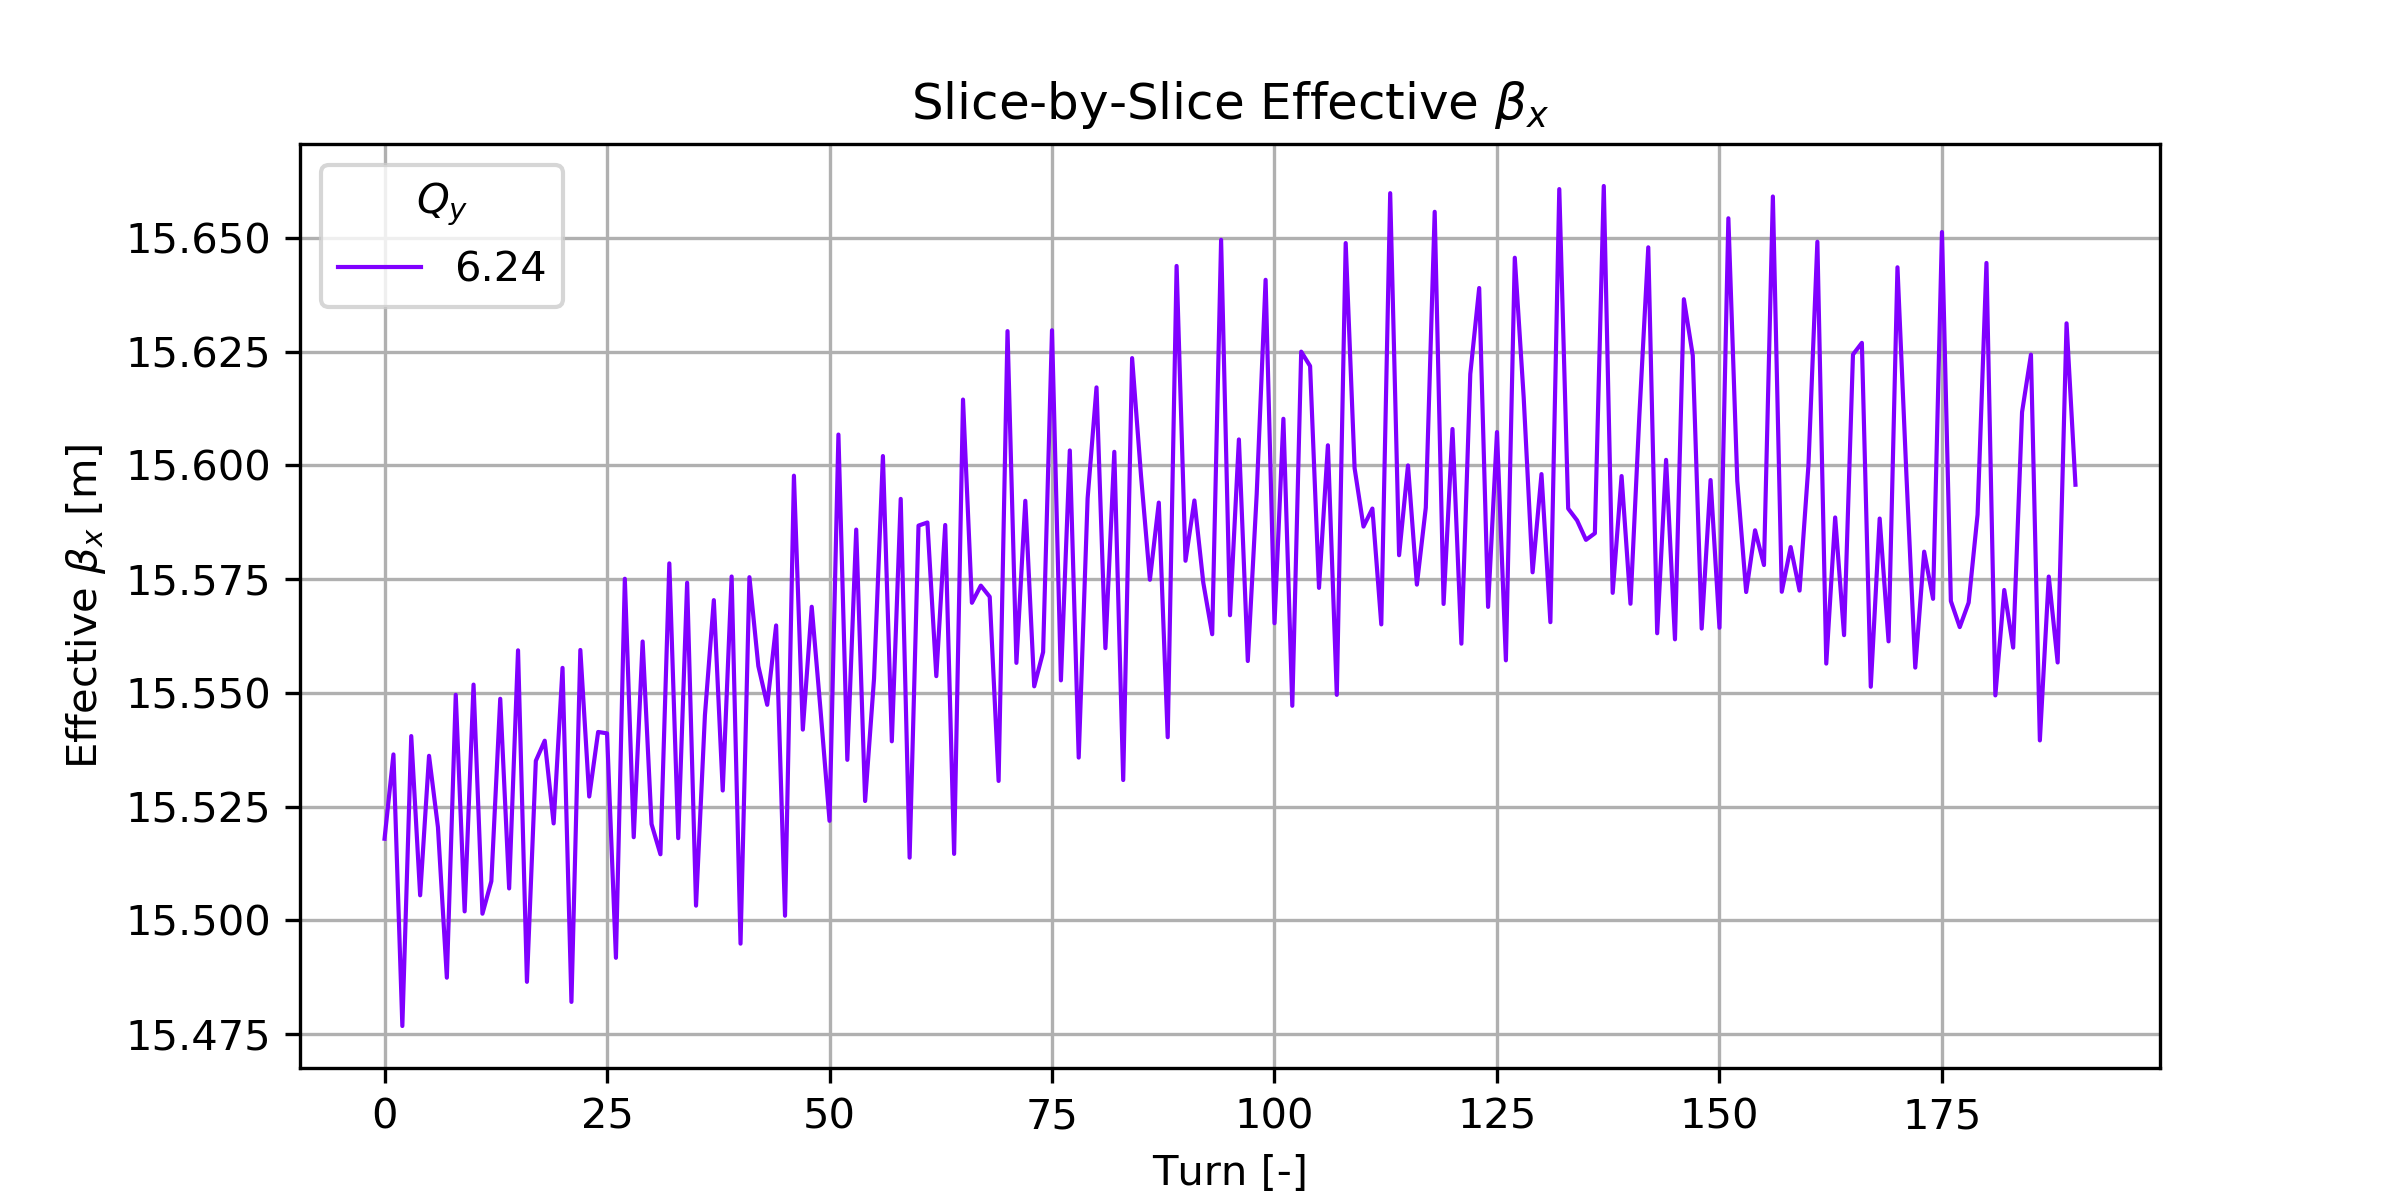 Slice-by-Slice Effective βx
Qy
6.24
15.650
15.625
15.600
15.575
15.550
15.525
15.500
15.475
Effective βx [m]
0 25 50 75 100 125 150 175
Turn [-]